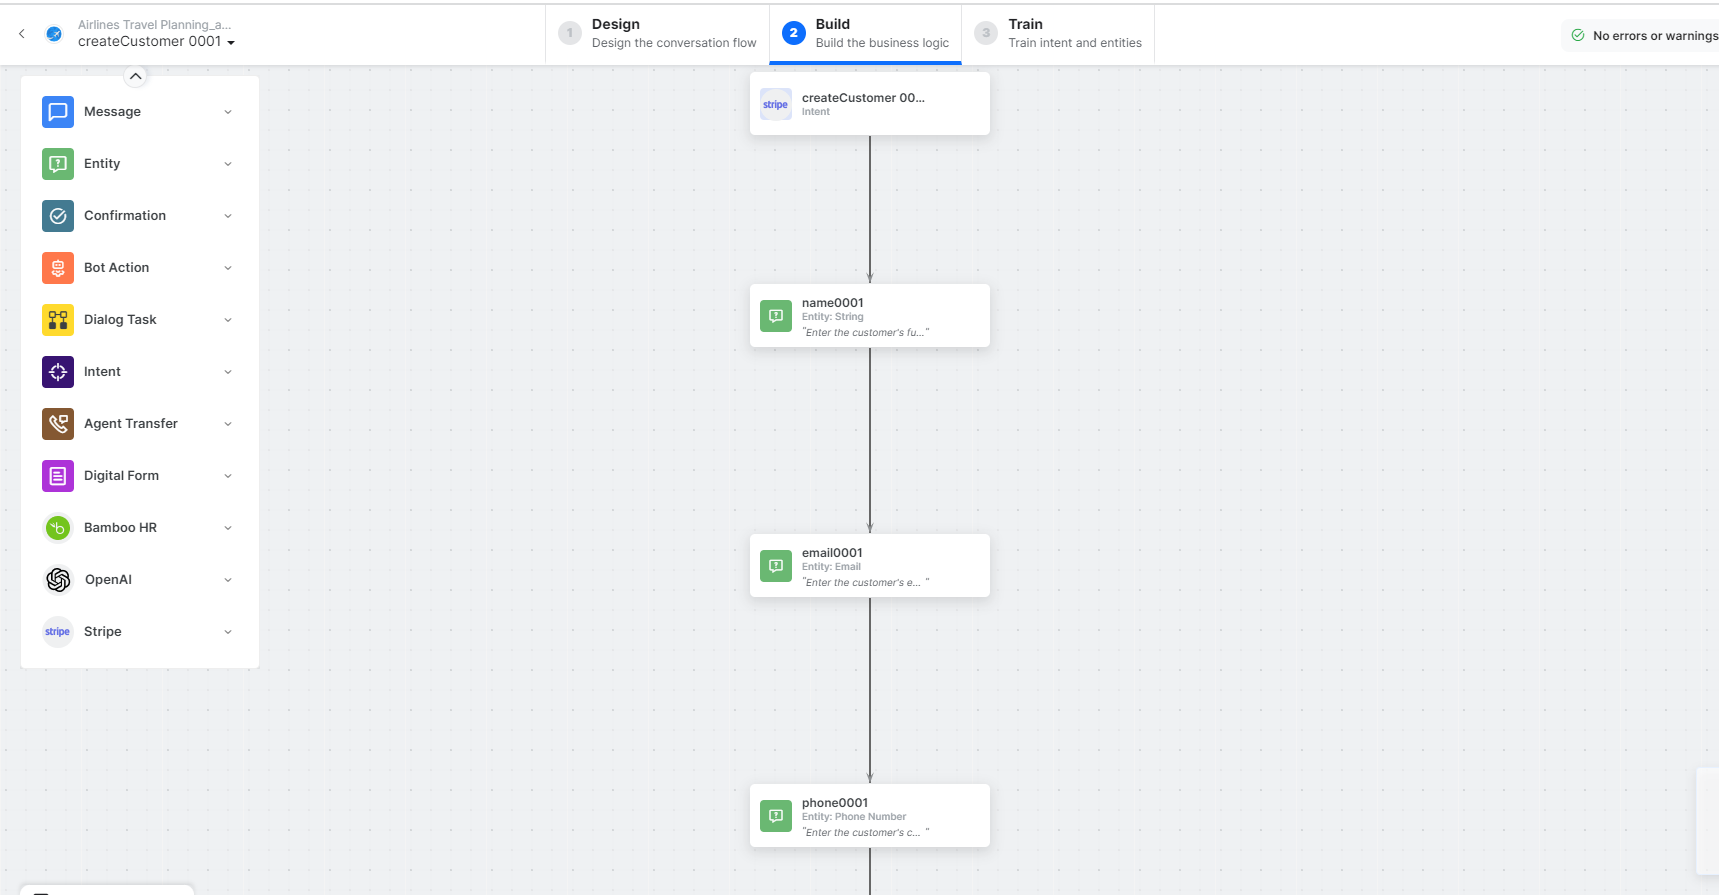 Airlines Travel Planning_a...
createCustomer 0001
1
Design
Design the conversation flow
2
Build
Build the business logic
3
Train
Train intent and entities
No errors or warnings
Message
Entity
Confirmation
Bot Action
Dialog Task
Intent
Agent Transfer
Digital Form
Bamboo HR
OpenAI
stripe
Stripe
stripe
createCustomer 00...
Intent
name0001
Entity: String
"Enter the customer's fu..."
email0001
Entity: Email
"Enter the customer's e... "
phone0001
Entity: Phone Number
"Enter the customer's c... "